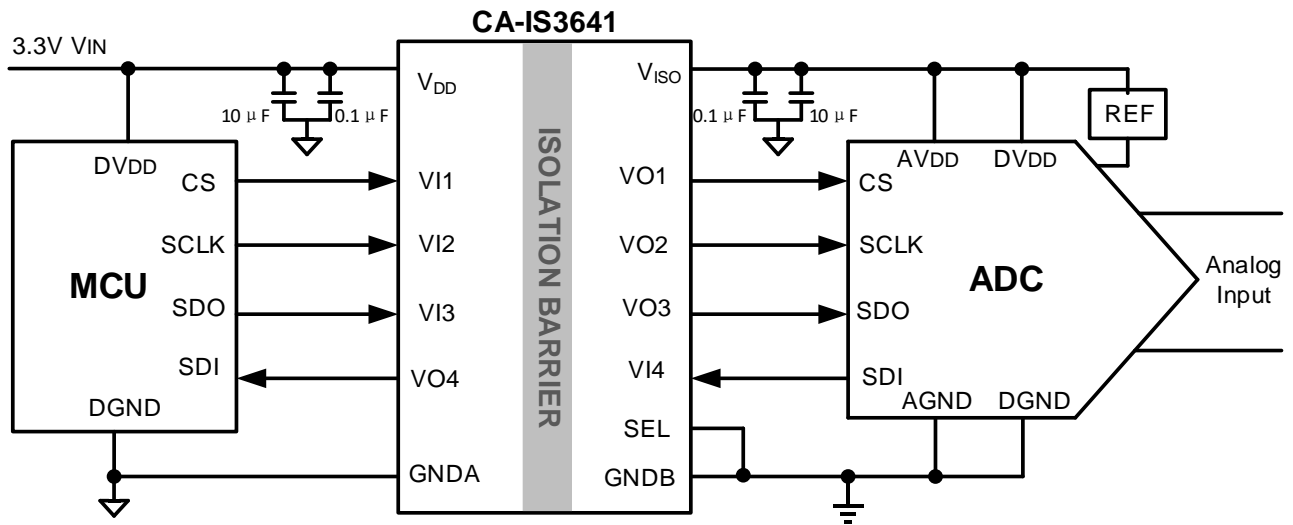 CA-IS3641
3.3V VIN
VDD
VISO
10 μF
0.1 μF
0.1 μF
10 μF
REF
ISOLATION BARRIER
DVDD
AVDD
DVDD
CS
VI1
VO1
CS
SCLK
VI2
VO2
SCLK
MCU
ADC
Analog
Input
SDO
VI3
VO3
SDO
SDI
VO4
VI4
SDI
DGND
AGND
DGND
SEL
GNDA
GNDB